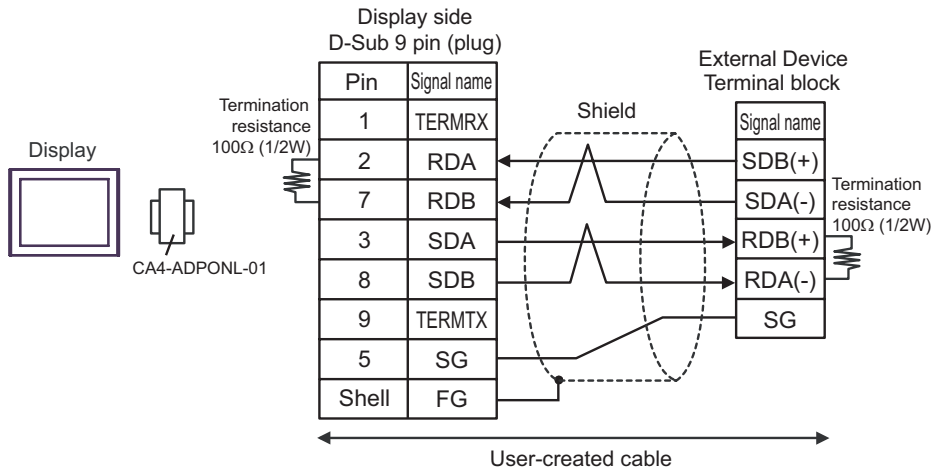 Display side
D-Sub 9 pin (plug)
External Device
Terminal block
Pin Signal name
Termination
resistance
100Ω (1/2W)
Shield
Signal name
1 TERMRX
Display
2 RDA
SDB(+)
7 RDB
SDA(-)
Termination
resistance
100Ω (1/2W)
3 SDA
RDB(+)
CA4-ADPONL-01
8 SDB
RDA(-)
9 TERMTX
SG
5 SG
Shell FG
User-created cable